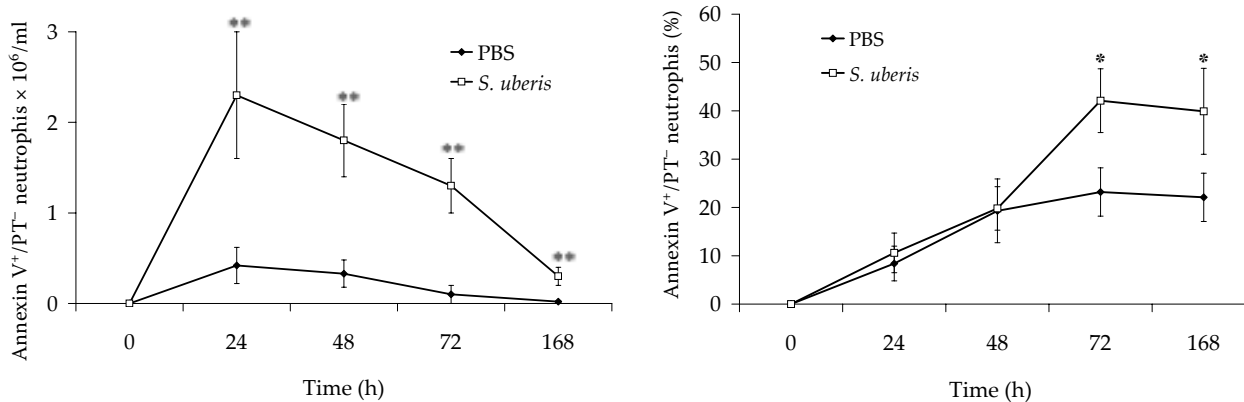 Annexin V⁺/PT⁻ neutrophis × 10⁶/ml
3
2
1
0
**
**
**
**
PBS
S. uberis
0 24 48 72 168
Time (h)
Annexin V⁺/PT⁻ neutrophis (%)
60
50
40
30
20
10
0
PBS
S. uberis
*
*
0 24 48 72 168
Time (h)